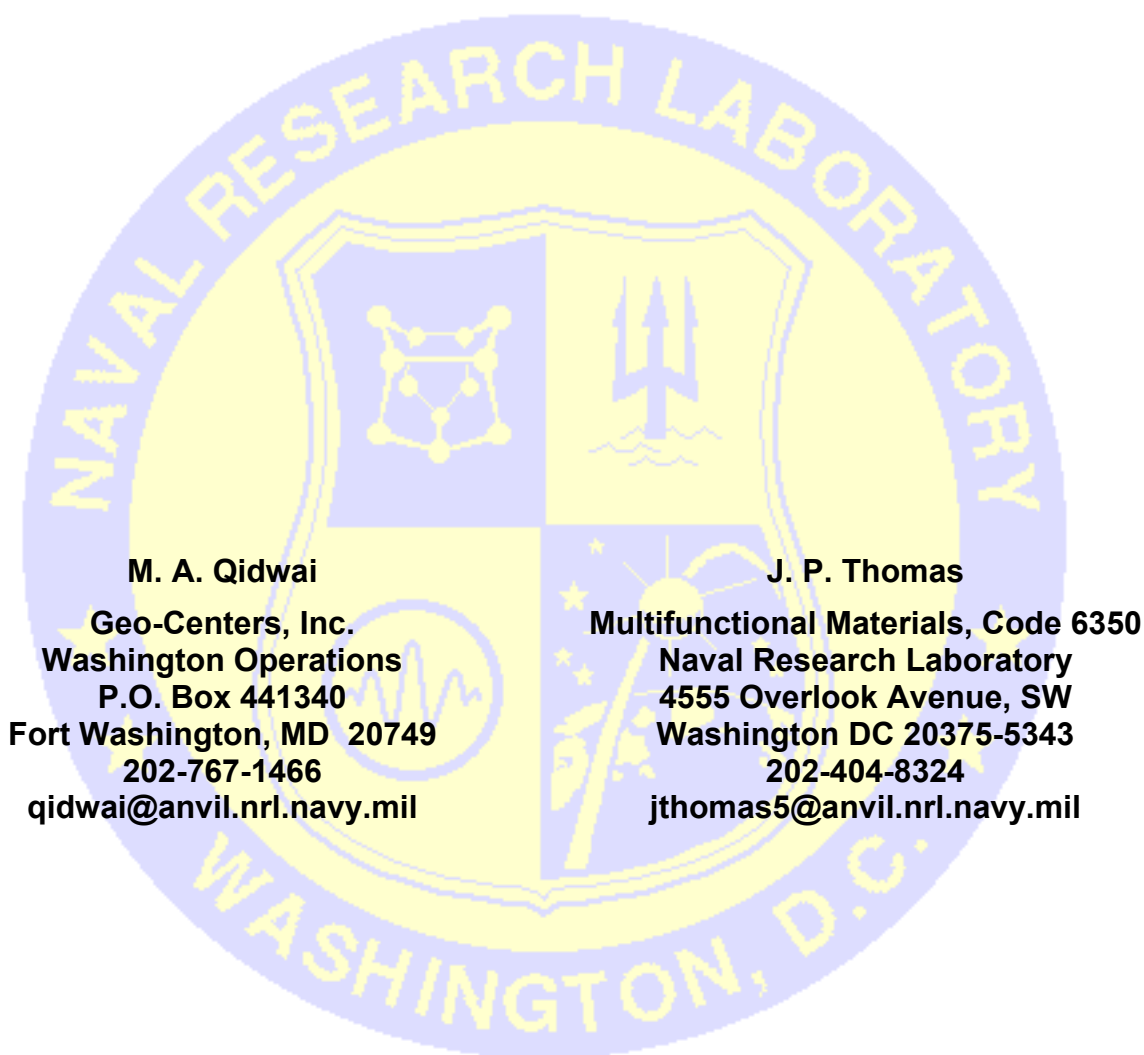 NAVAL RESEARCH LABORATORY
M. A. Qidwai
Geo-Centers, Inc.
Washington Operations
P.O. Box 441340
Fort Washington, MD  20749
202-767-1466
qidwai@anvil.nrl.navy.mil
J. P. Thomas
Multifunctional Materials, Code 6350
Naval Research Laboratory
4555 Overlook Avenue, SW
Washington DC 20375-5343
202-404-8324
jthomas5@anvil.nrl.navy.mil
WASHINGTON, D.C.